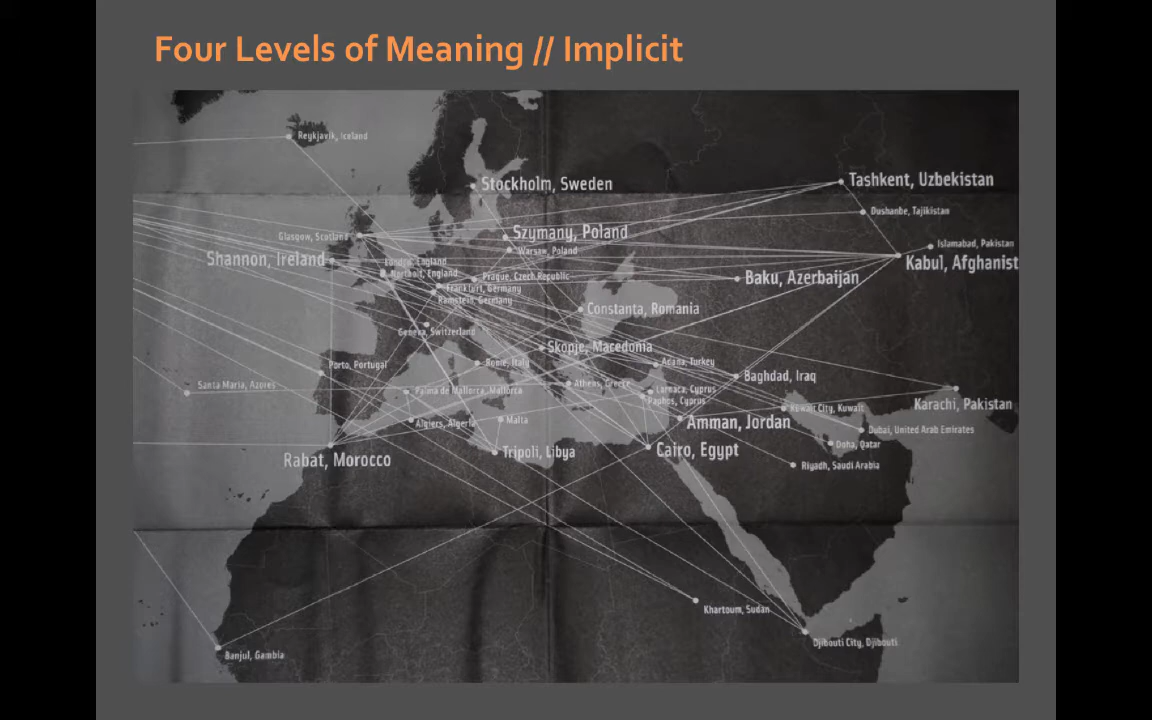 Four Levels of Meaning // Implicit
Reykjavik, Iceland
Stockholm, Sweden
Tashkent, Uzbekistan
Dushanbe, Tajikistan
Glasgow, Scotland
Szymany, Poland
Warsaw, Poland
Islamabad, Pakistan
Shannon, Ireland
London, England
Northolt, England
Kabul, Afghanist
Prague, Czech Republic
Baku, Azerbaijan
Frankfurt, Germany
Ramstein, Germany
Constanta, Romania
Geneva, Switzerland
Skopje, Macedonia
Porto, Portugal
Rome, Italy
Adana, Turkey
Baghdad, Iraq
Santa Maria, Azores
Palma de Mallorca, Mallorca
Athens, Greece
Larnaca, Cyprus
Paphos, Cyprus
Kuwait City, Kuwait
Karachi, Pakistan
Algiers, Algeria
Malta
Amman, Jordan
Dubai, United Arab Emirates
Doha, Qatar
Rabat, Morocco
Tripoli, Libya
Cairo, Egypt
Riyadh, Saudi Arabia
Khartoum, Sudan
Djibouti City, Djibouti
Banjul, Gambia